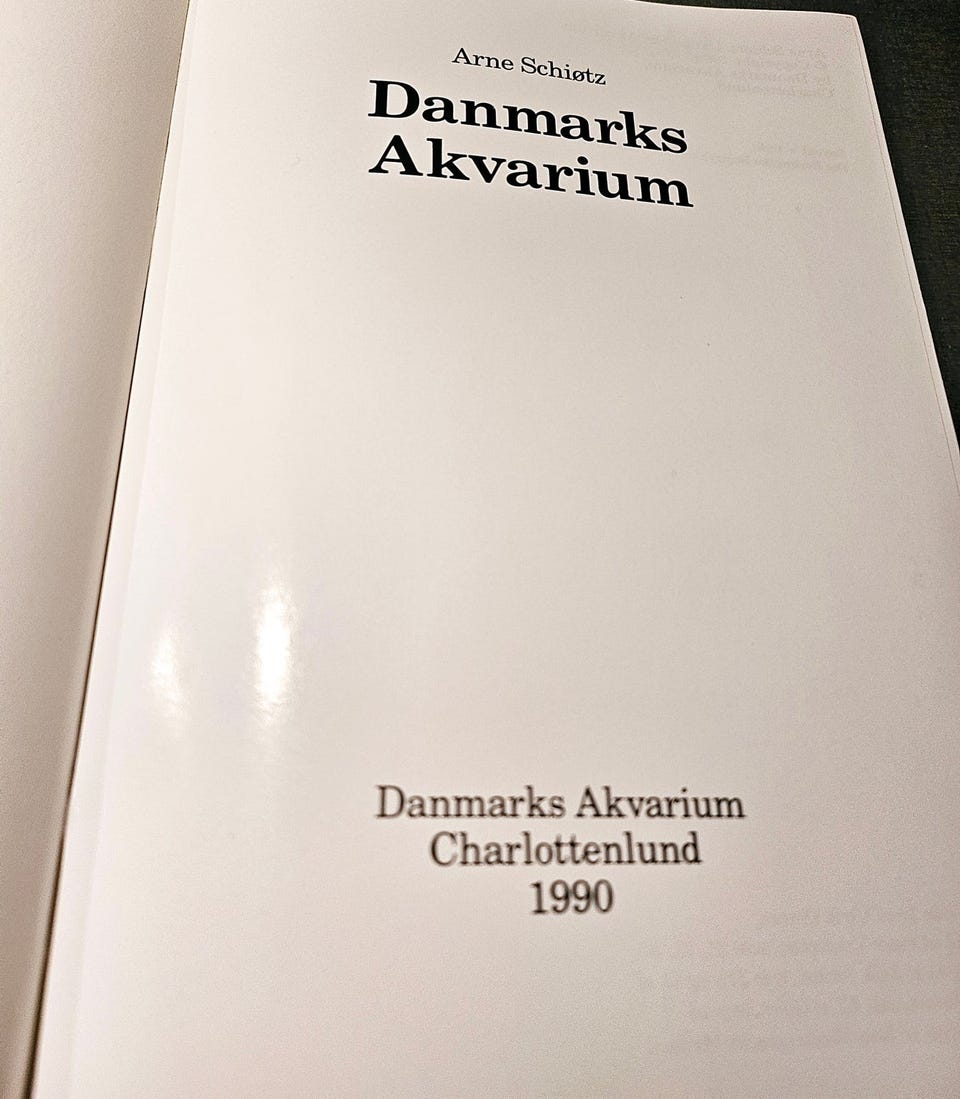 Arne Schiøtz
Danmarks
Akvarium
Danmarks Akvarium
Charlottenlund
1990